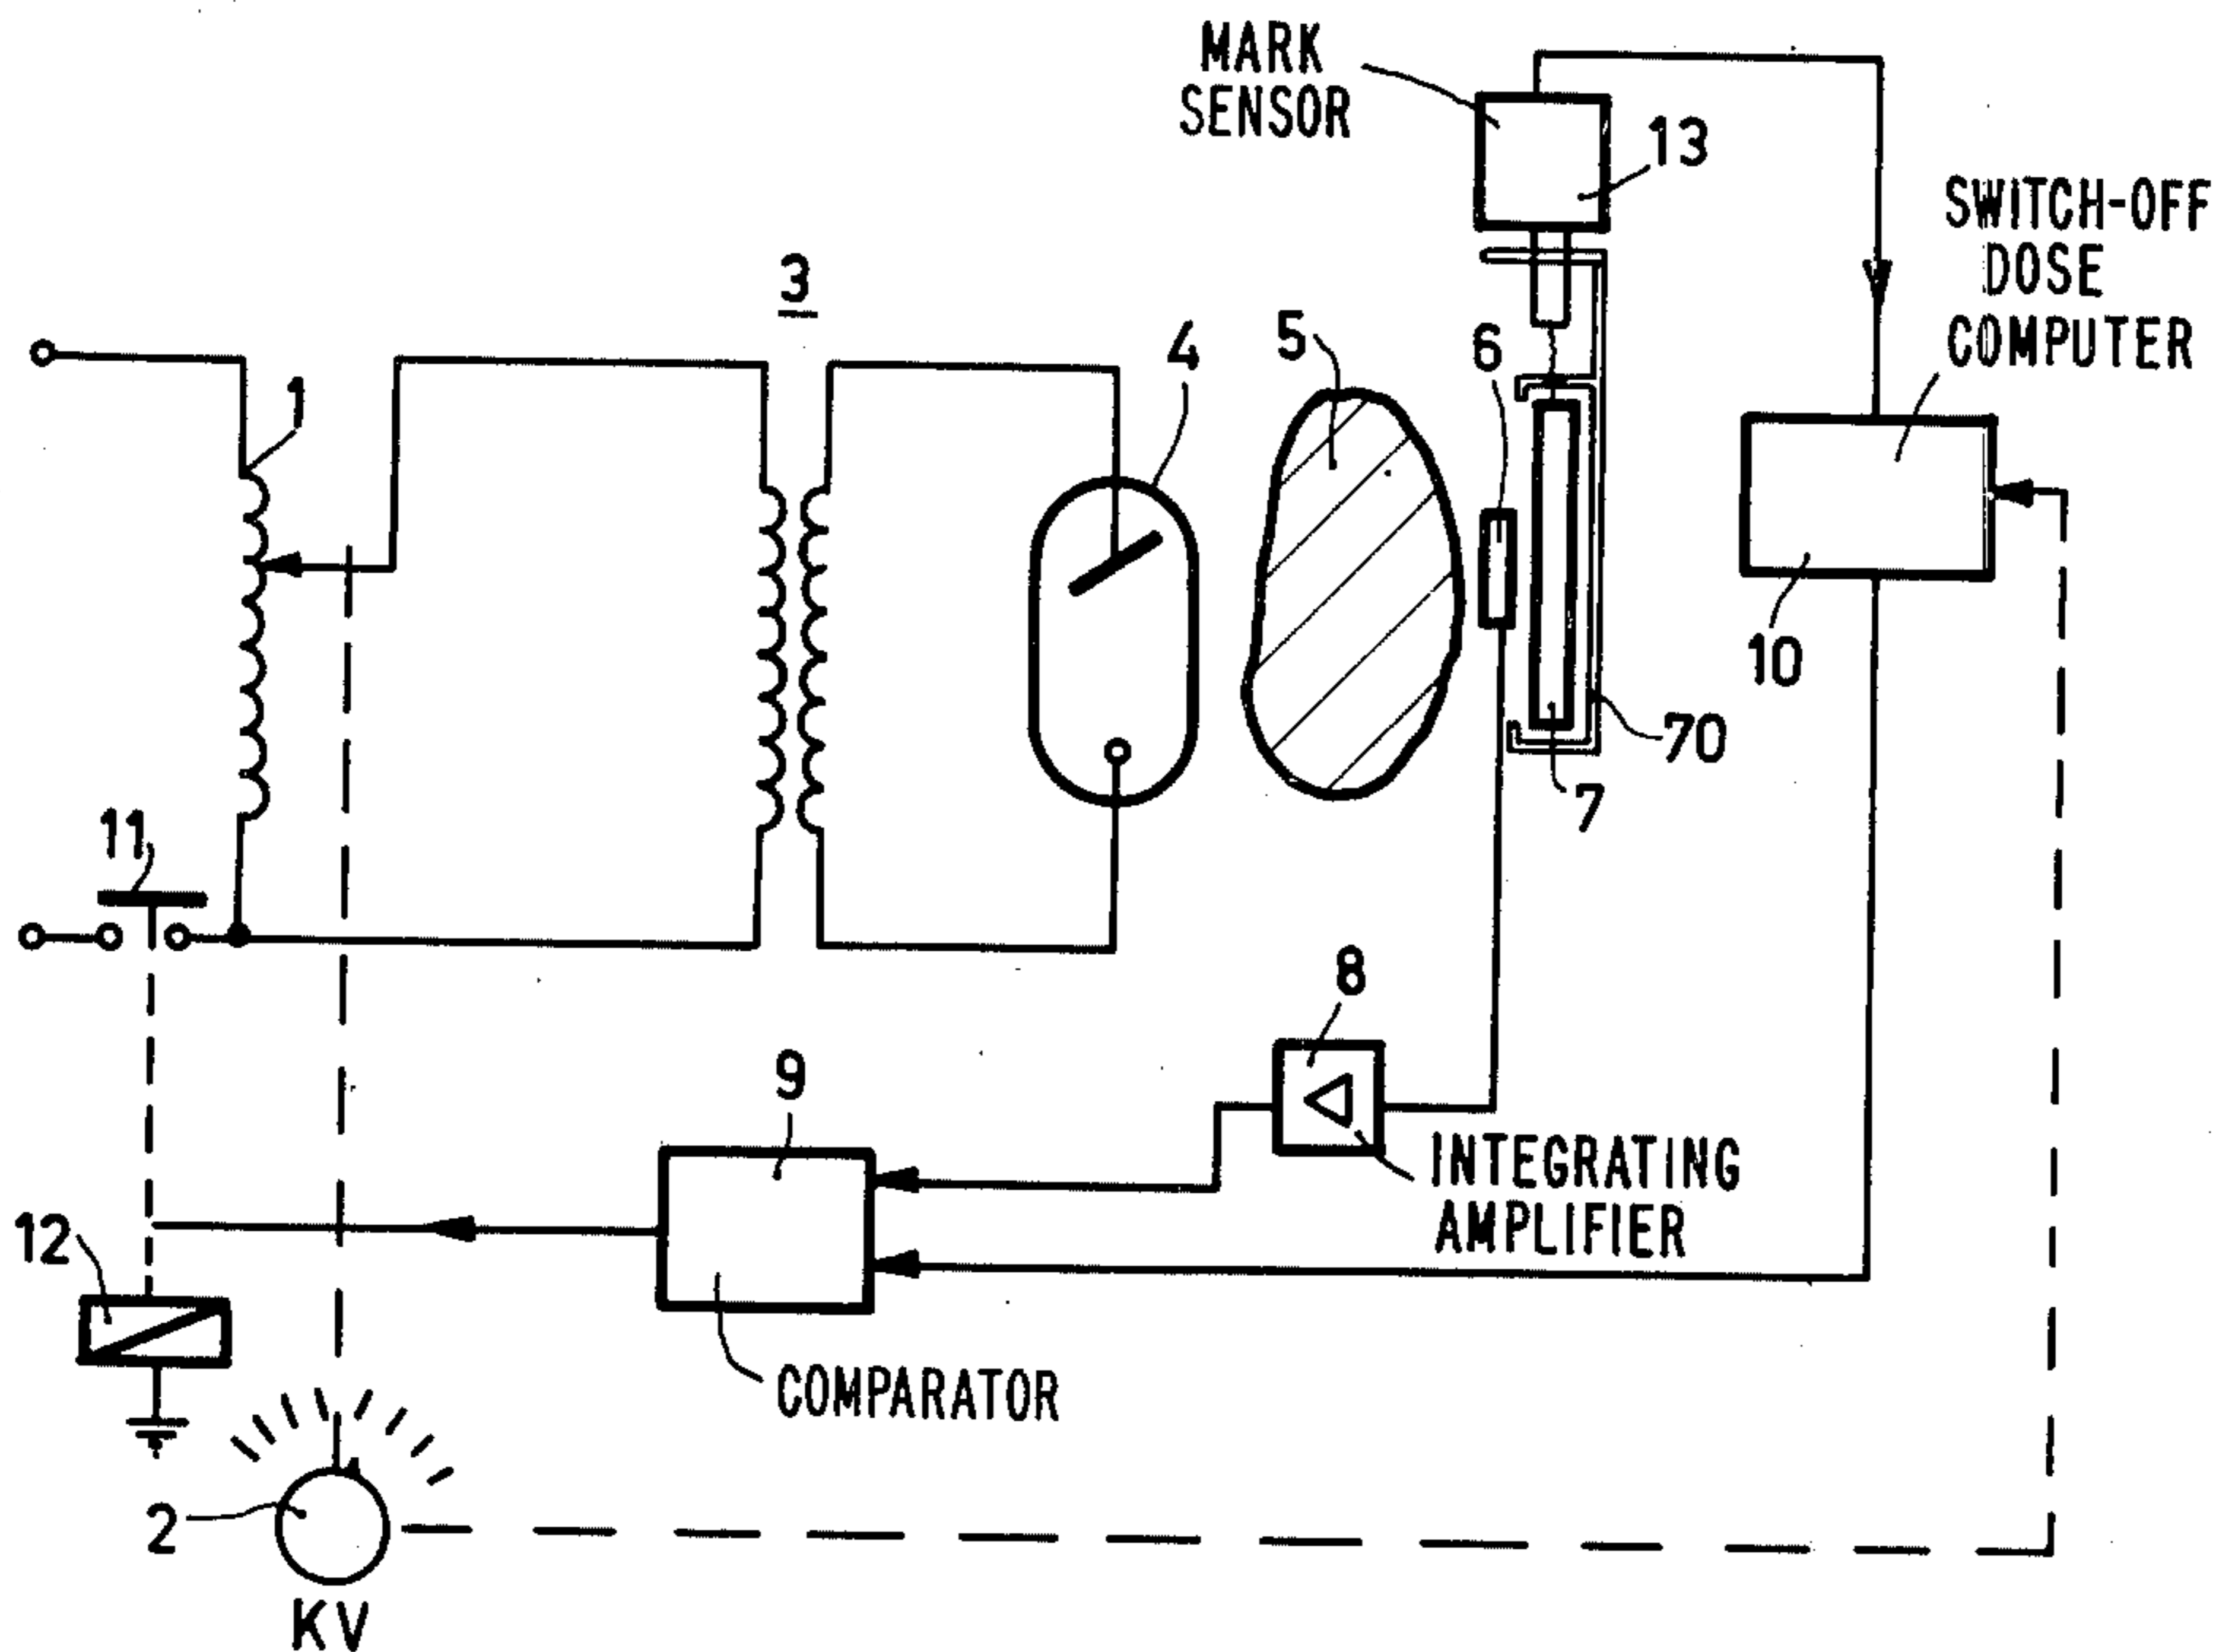 MARK
SENSOR
13
SWITCH-OFF
DOSE
COMPUTER
3
4
5
6
1
10
70
7
11
8
9
INTEGRATING
AMPLIFIER
12
COMPARATOR
2
KV